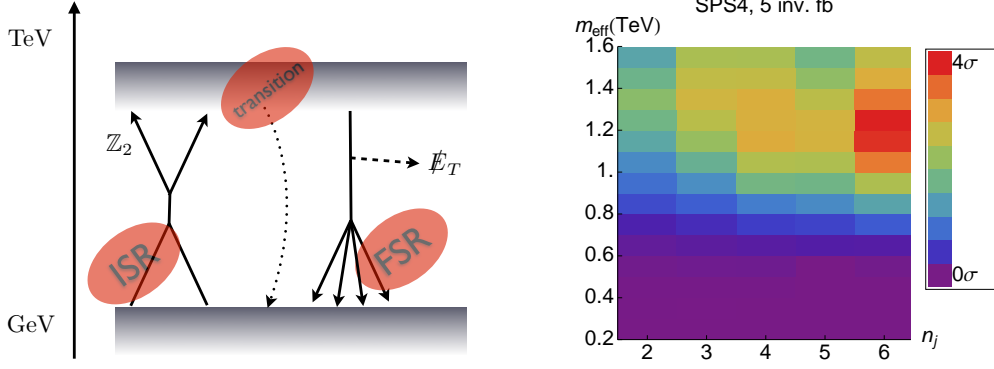 TeV
transition
ℤ₂
E̸_T
ISR
FSR
GeV
SPS4, 5 inv. fb
m_eff(TeV)
1.6
1.4
1.2
1.
0.8
0.6
0.4
0.2
2 3 4 5 6
n_j
4σ
0σ